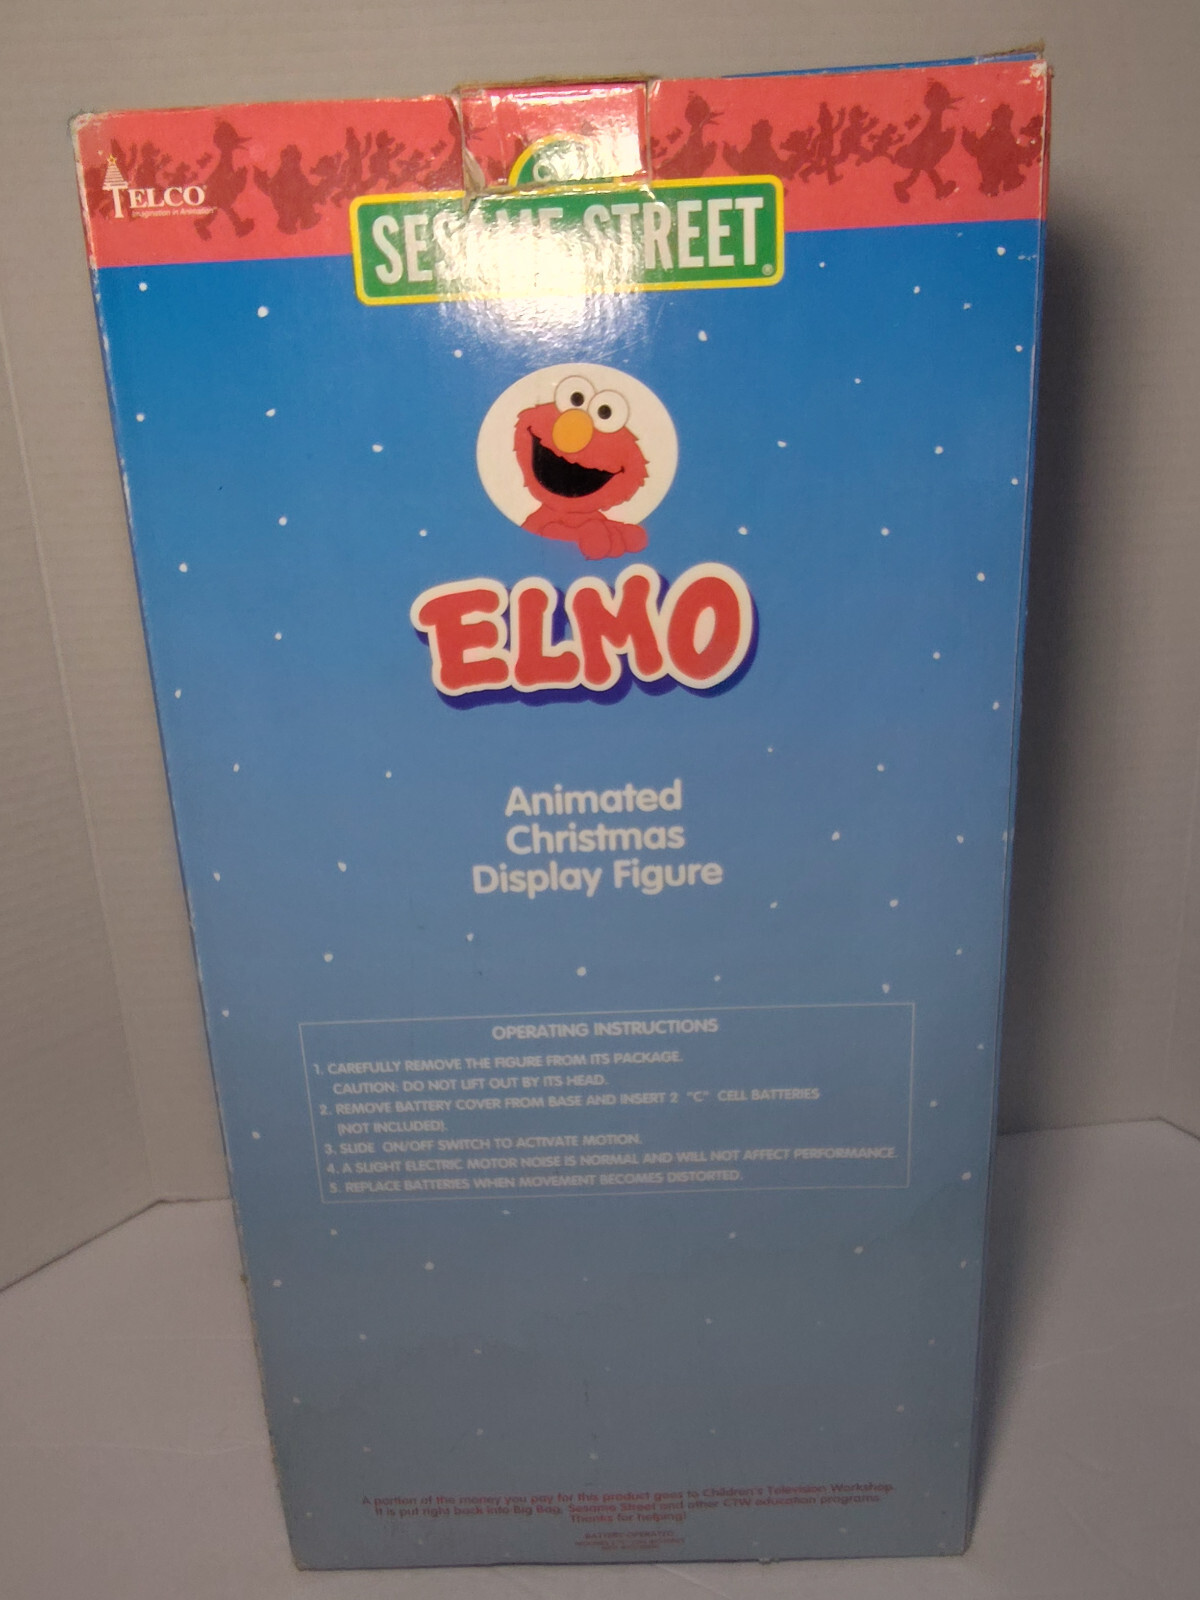 TELCO
Imagination in Animation™
SESAME STREET®
ELMO
Animated
Christmas
Display Figure
OPERATING INSTRUCTIONS
1. CAREFULLY REMOVE THE FIGURE FROM ITS PACKAGE.
CAUTION: DO NOT LIFT OUT BY ITS HEAD.
2. REMOVE BATTERY COVER FROM BASE AND INSERT 2 "C" CELL BATTERIES
(NOT INCLUDED).
3. SLIDE ON/OFF SWITCH TO ACTIVATE MOTION.
4. A SLIGHT ELECTRIC MOTOR NOISE IS NORMAL AND WILL NOT AFFECT PERFORMANCE.
5. REPLACE BATTERIES WHEN MOVEMENT BECOMES DISTORTED.
A portion of the money you pay for this product goes to Children's Television Workshop.
It is put right back into Big Bag, Sesame Street and other CTW education programs.
Thanks for helping!
BATTERY-OPERATED